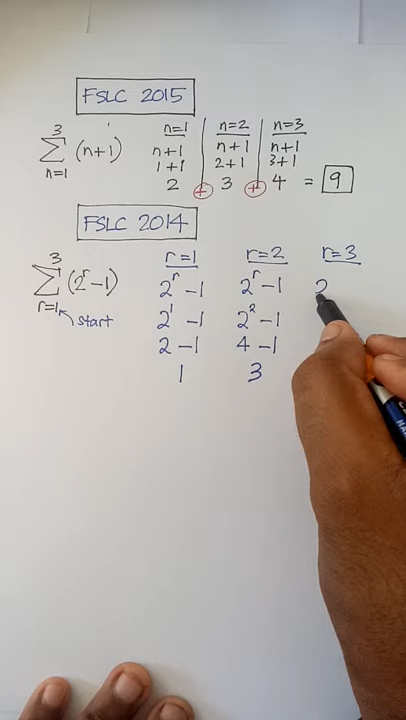 FSLC 2015
3 n=1 n=2 n=3
∑ (n+1) n+1 n+1 n+1
n=1 1+1 2+1 3+1
2 + 3 + 4 = 9
FSLC 2014
3 r=1 r=2 r=3
∑ (2^r −1) 2^r −1 2^r −1 2
r=1 start 2^1 −1 2^2 −1
2 −1 4 −1
1 3